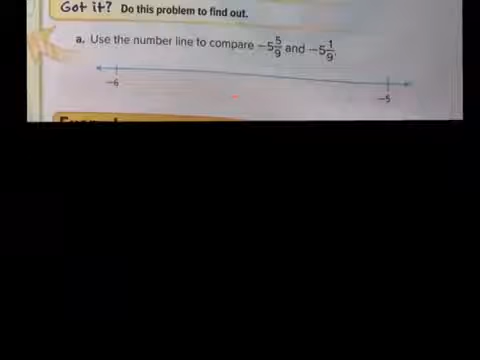 Got it? Do this problem to find out.
a. Use the number line to compare −5 5/9 and −5 1/9.
−6 −5